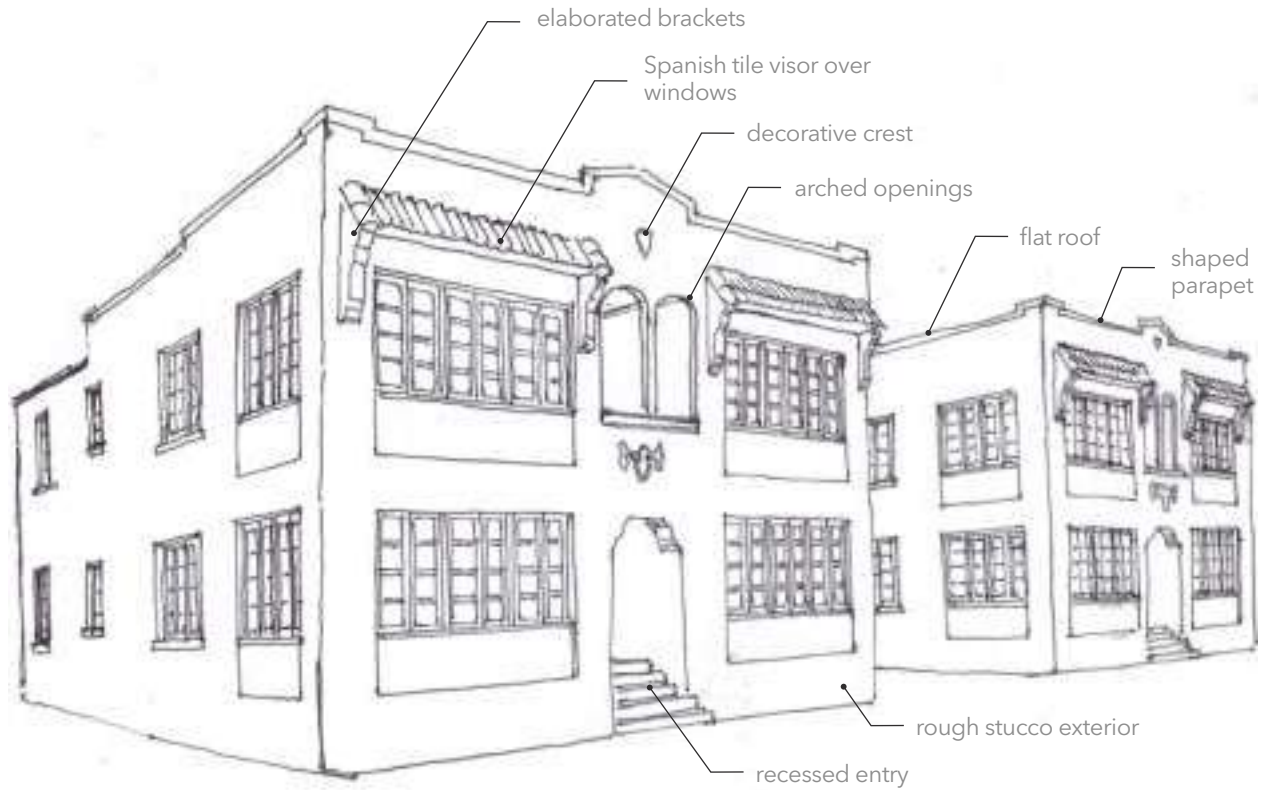 elaborated brackets
Spanish tile visor over
windows
decorative crest
arched openings
flat roof
shaped
parapet
rough stucco exterior
recessed entry